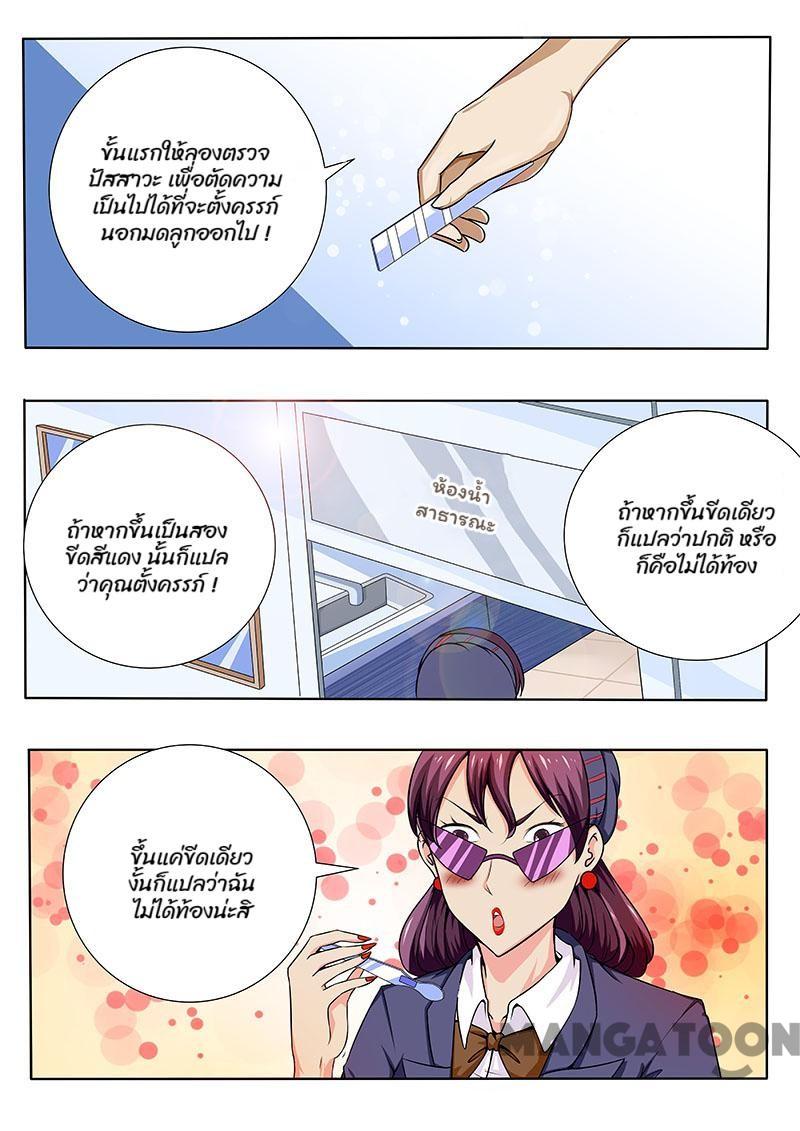 ขั้นแรกให้ลองตรวจ
ปัสสาวะ เพื่อตัดความ
เป็นไปได้ที่จะตั้งครรภ์
นอกมดลูกออกไป !
ห้องน้ำ
สาธารณะ
ถ้าหากขึ้นเป็นสอง
ขีดสีแดง นั้นก็แปล
ว่าคุณตั้งครรภ์ !
ถ้าหากขึ้นขีดเดียว
ก็แปลว่าปกติ หรือ
ก็คือไม่ได้ท้อง
ขึ้นแค่ขีดเดียว
งั้นก็แปลว่าฉัน
ไม่ได้ท้องน่ะสิ
MANGATOON